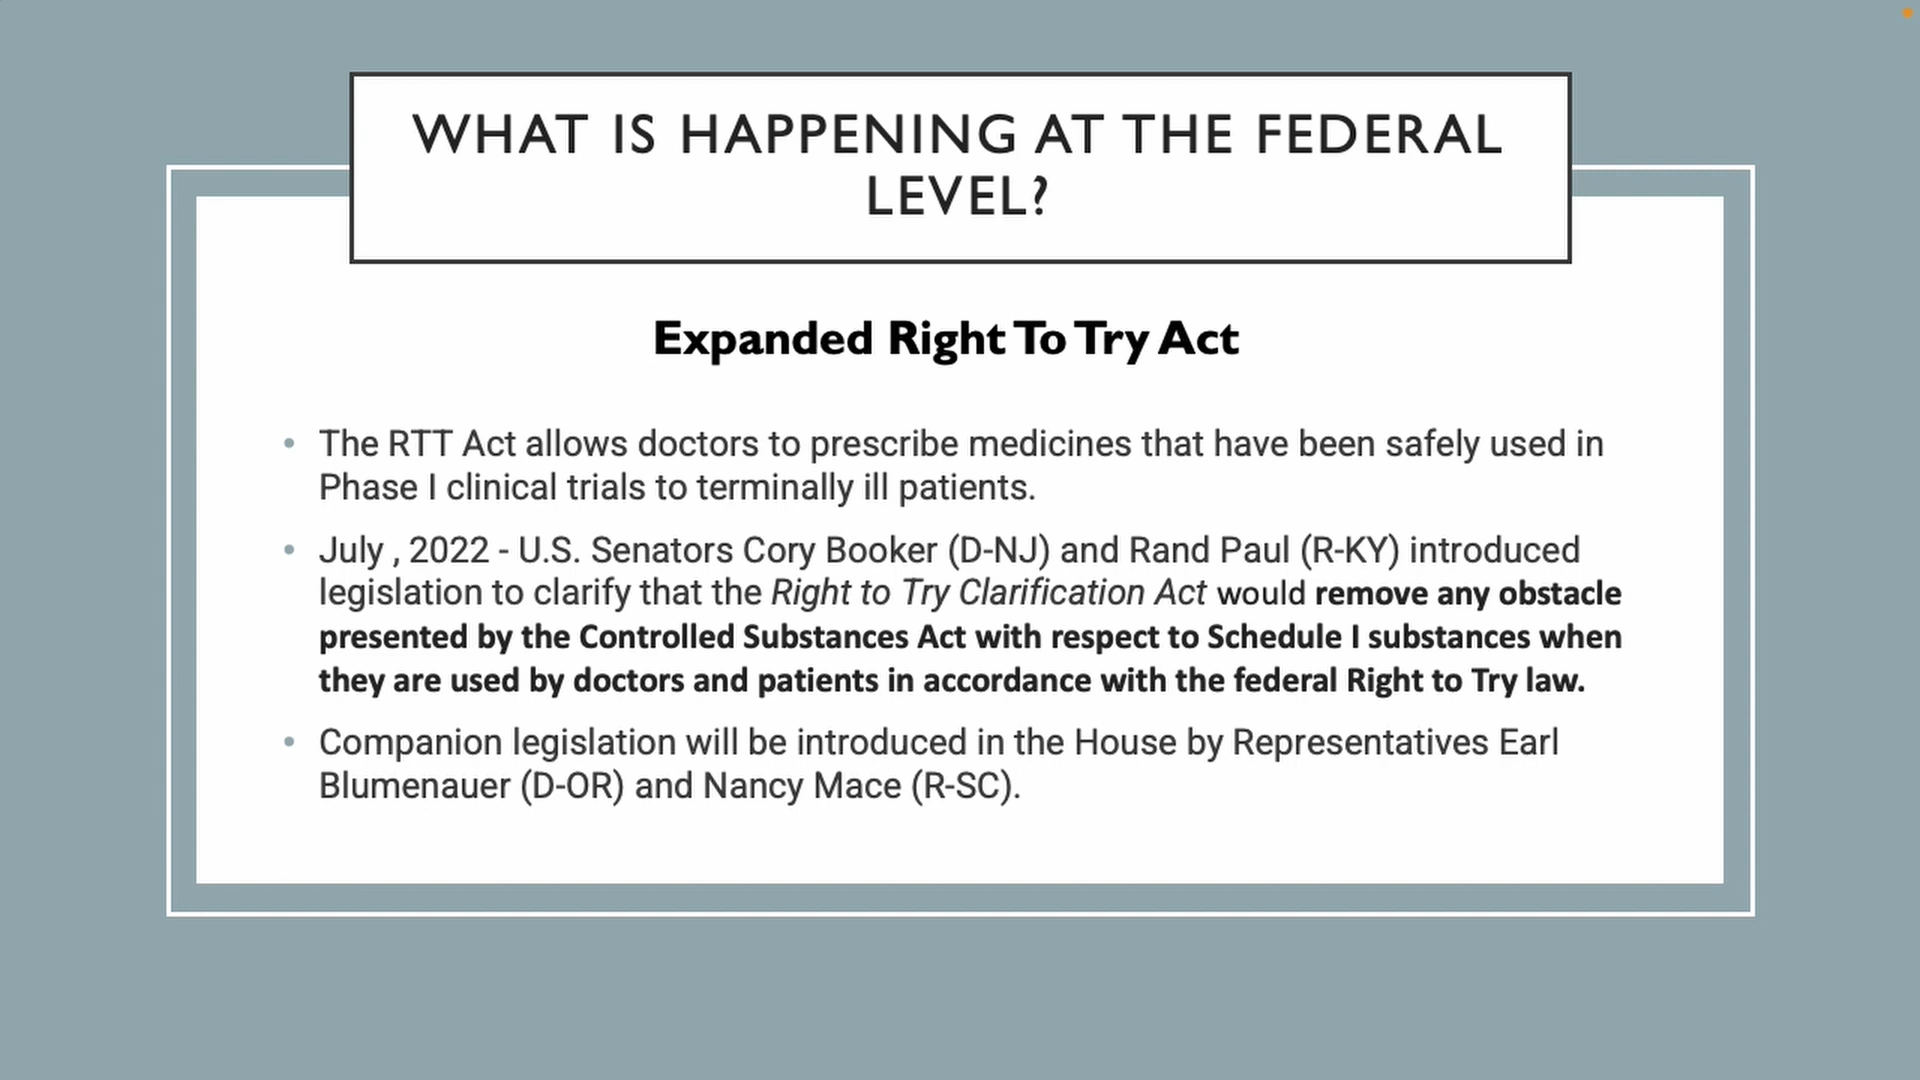 WHAT IS HAPPENING AT THE FEDERAL
LEVEL?
Expanded Right To Try Act
• The RTT Act allows doctors to prescribe medicines that have been safely used in
Phase I clinical trials to terminally ill patients.
• July , 2022 - U.S. Senators Cory Booker (D-NJ) and Rand Paul (R-KY) introduced
legislation to clarify that the Right to Try Clarification Act would remove any obstacle
presented by the Controlled Substances Act with respect to Schedule I substances when
they are used by doctors and patients in accordance with the federal Right to Try law.
• Companion legislation will be introduced in the House by Representatives Earl
Blumenauer (D-OR) and Nancy Mace (R-SC).